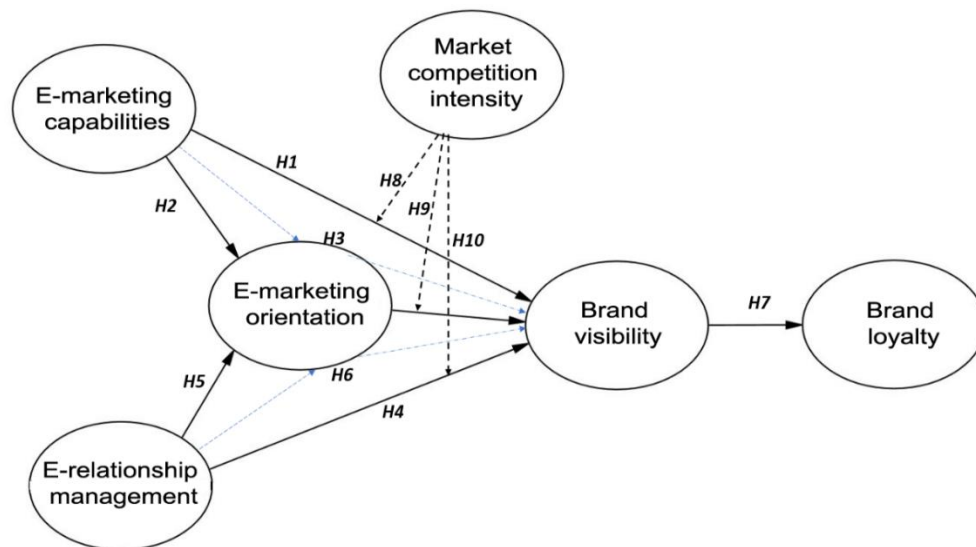 Market
competition
intensity
E-marketing
capabilities
H1
H8
H2
H9
H3
H10
E-marketing
orientation
Brand
visibility
H7
Brand
loyalty
H5
H6
H4
E-relationship
management